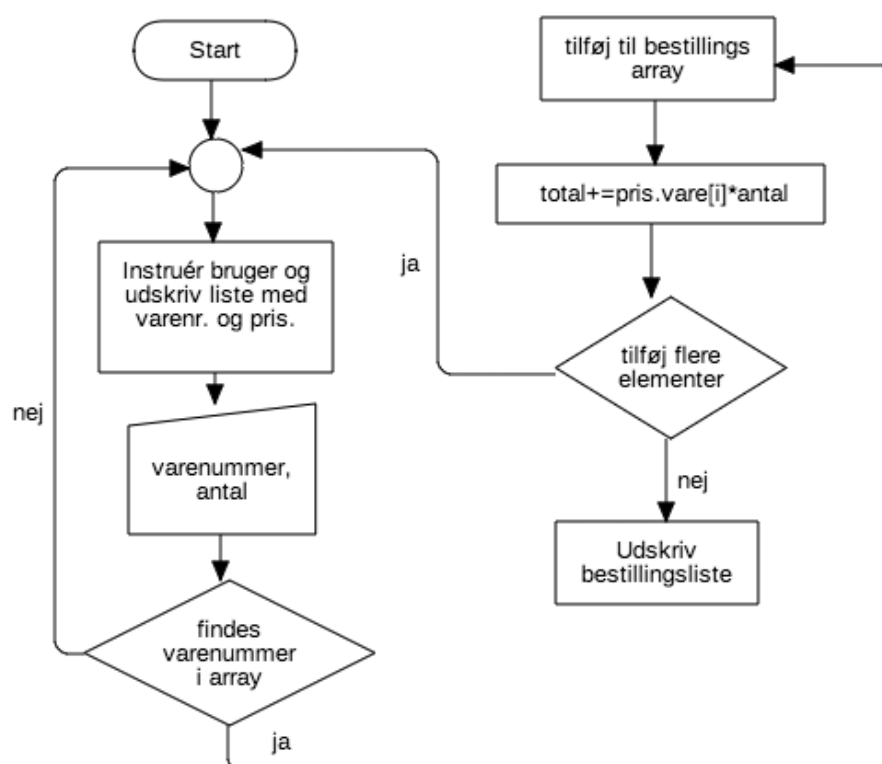 Start
Instruér bruger og
udskriv liste med
varenr. og pris.
varenummer,
antal
findes
varenummer
i array
nej
ja
tilføj til bestillings
array
total+=pris.vare[i]*antal
tilføj flere
elementer
ja
nej
Udskriv
bestillingsliste